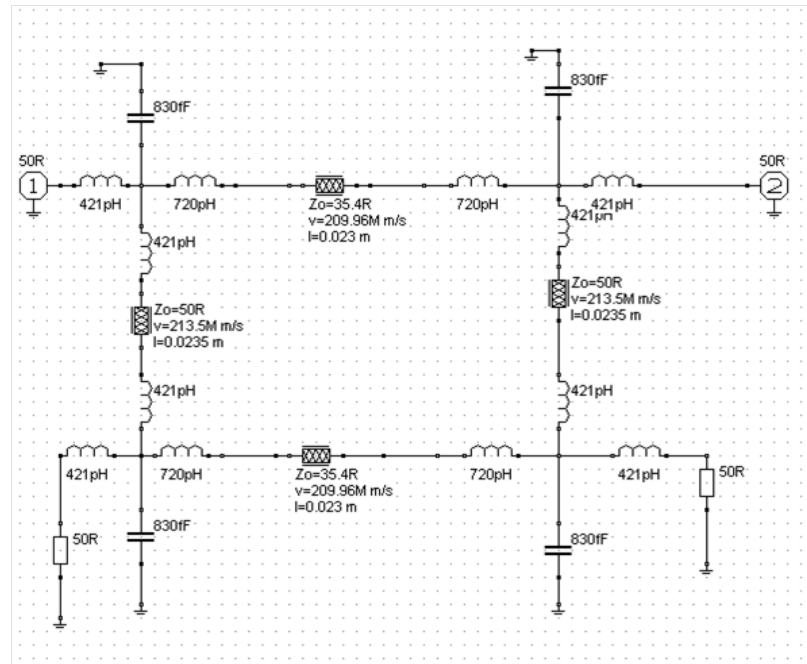 830fF
830fF
50R
1
421pH
720pH
Zo=35.4R
v=209.96M m/s
l=0.023 m
720pH
421pH
50R
2
421pH
421pH
Zo=50R
v=213.5M m/s
l=0.0235 m
Zo=50R
v=213.5M m/s
l=0.0235 m
421pH
421pH
421pH
720pH
Zo=35.4R
v=209.96M m/s
l=0.023 m
720pH
421pH
50R
830fF
50R
830fF